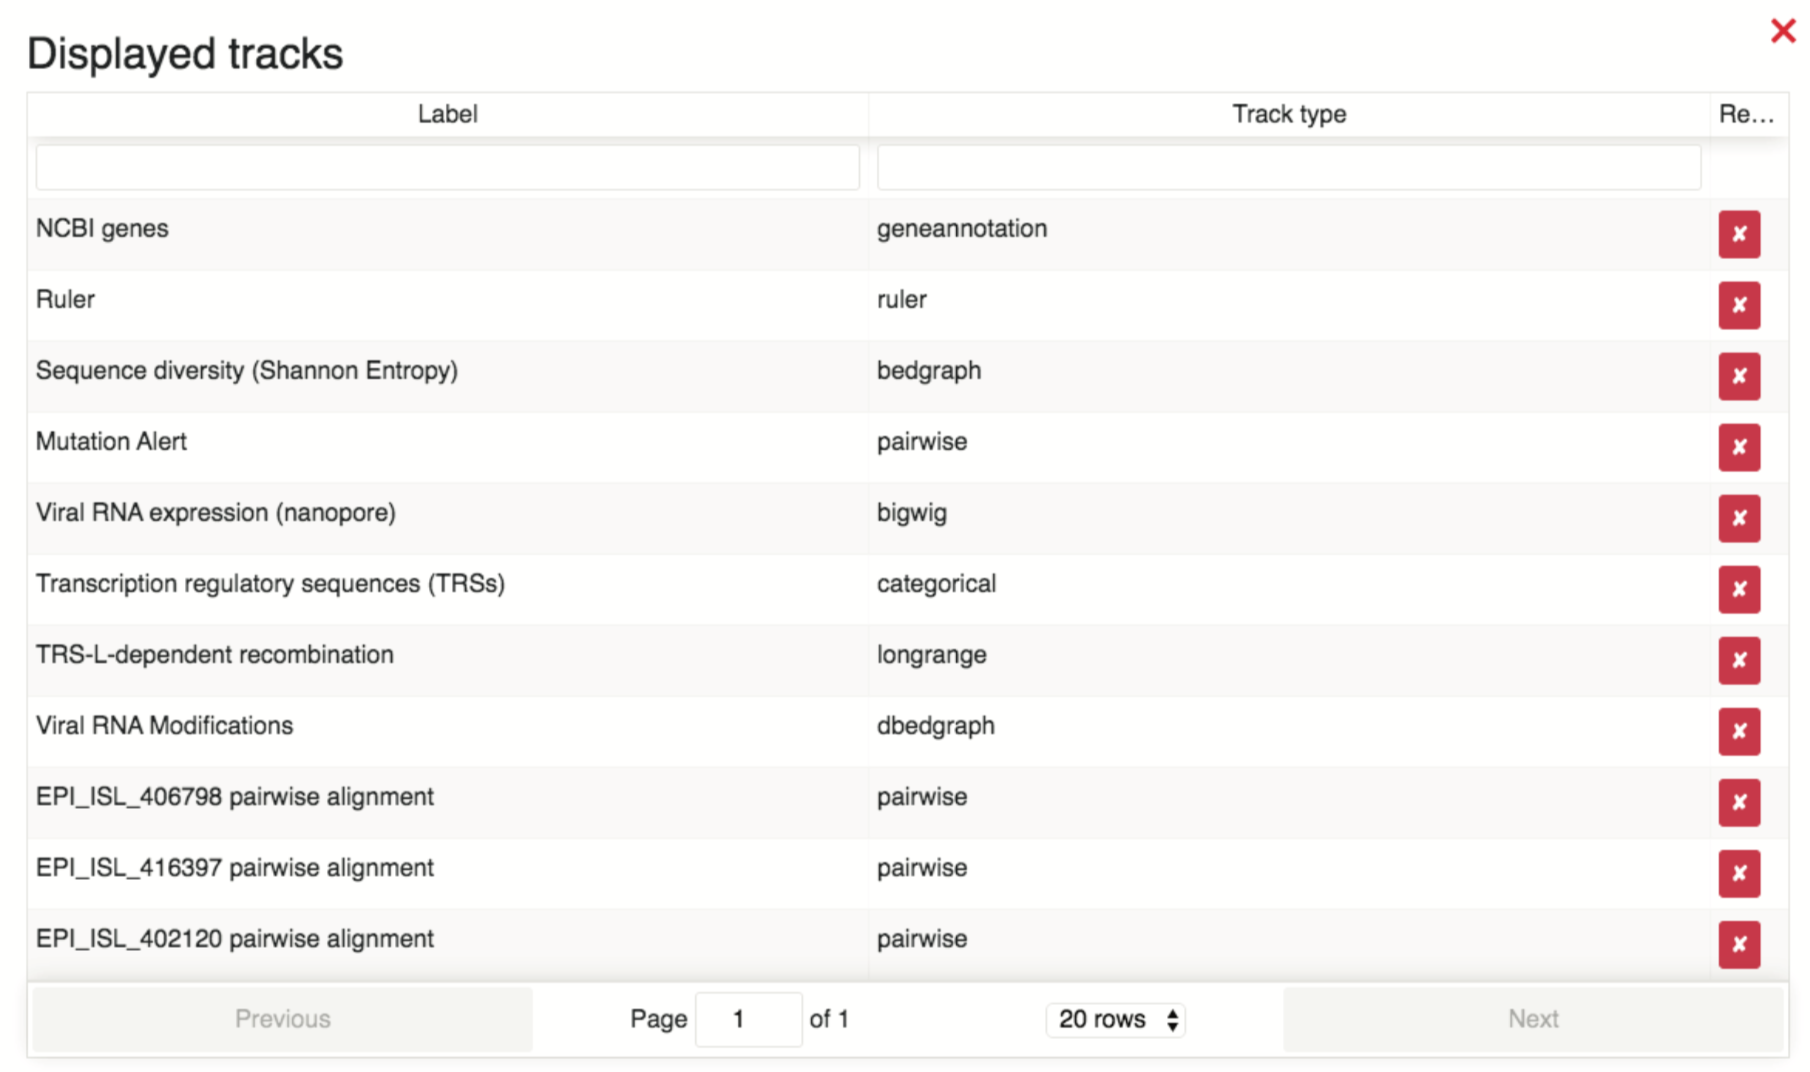 Displayed tracks
Label Track type Re...
NCBI genes geneannotation
Ruler ruler
Sequence diversity (Shannon Entropy) bedgraph
Mutation Alert pairwise
Viral RNA expression (nanopore) bigwig
Transcription regulatory sequences (TRSs) categorical
TRS-L-dependent recombination longrange
Viral RNA Modifications dbedgraph
EPI_ISL_406798 pairwise alignment pairwise
EPI_ISL_416397 pairwise alignment pairwise
EPI_ISL_402120 pairwise alignment pairwise
Previous Page 1 of 1 20 rows Next